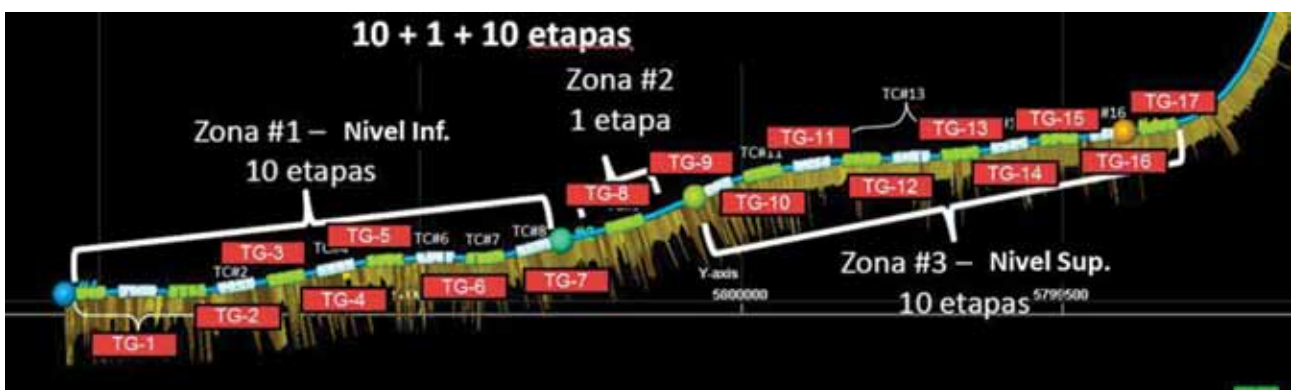 10 + 1 + 10 etapas
Zona #2
1 etapa
Zona #1 – Nivel Inf.
10 etapas
TC#13
TG-17
TG-15
#16
TG-13
TG-11
TC#11
TG-9
TG-16
TG-14
TG-12
TG-10
TG-8
TG-5
TG-3
TC#8
TC#7
TC#6
TC#2
TG-7
TG-6
TG-4
TG-2
TG-1
Y-axis
5800000
5799500
Zona #3 – Nivel Sup.
10 etapas